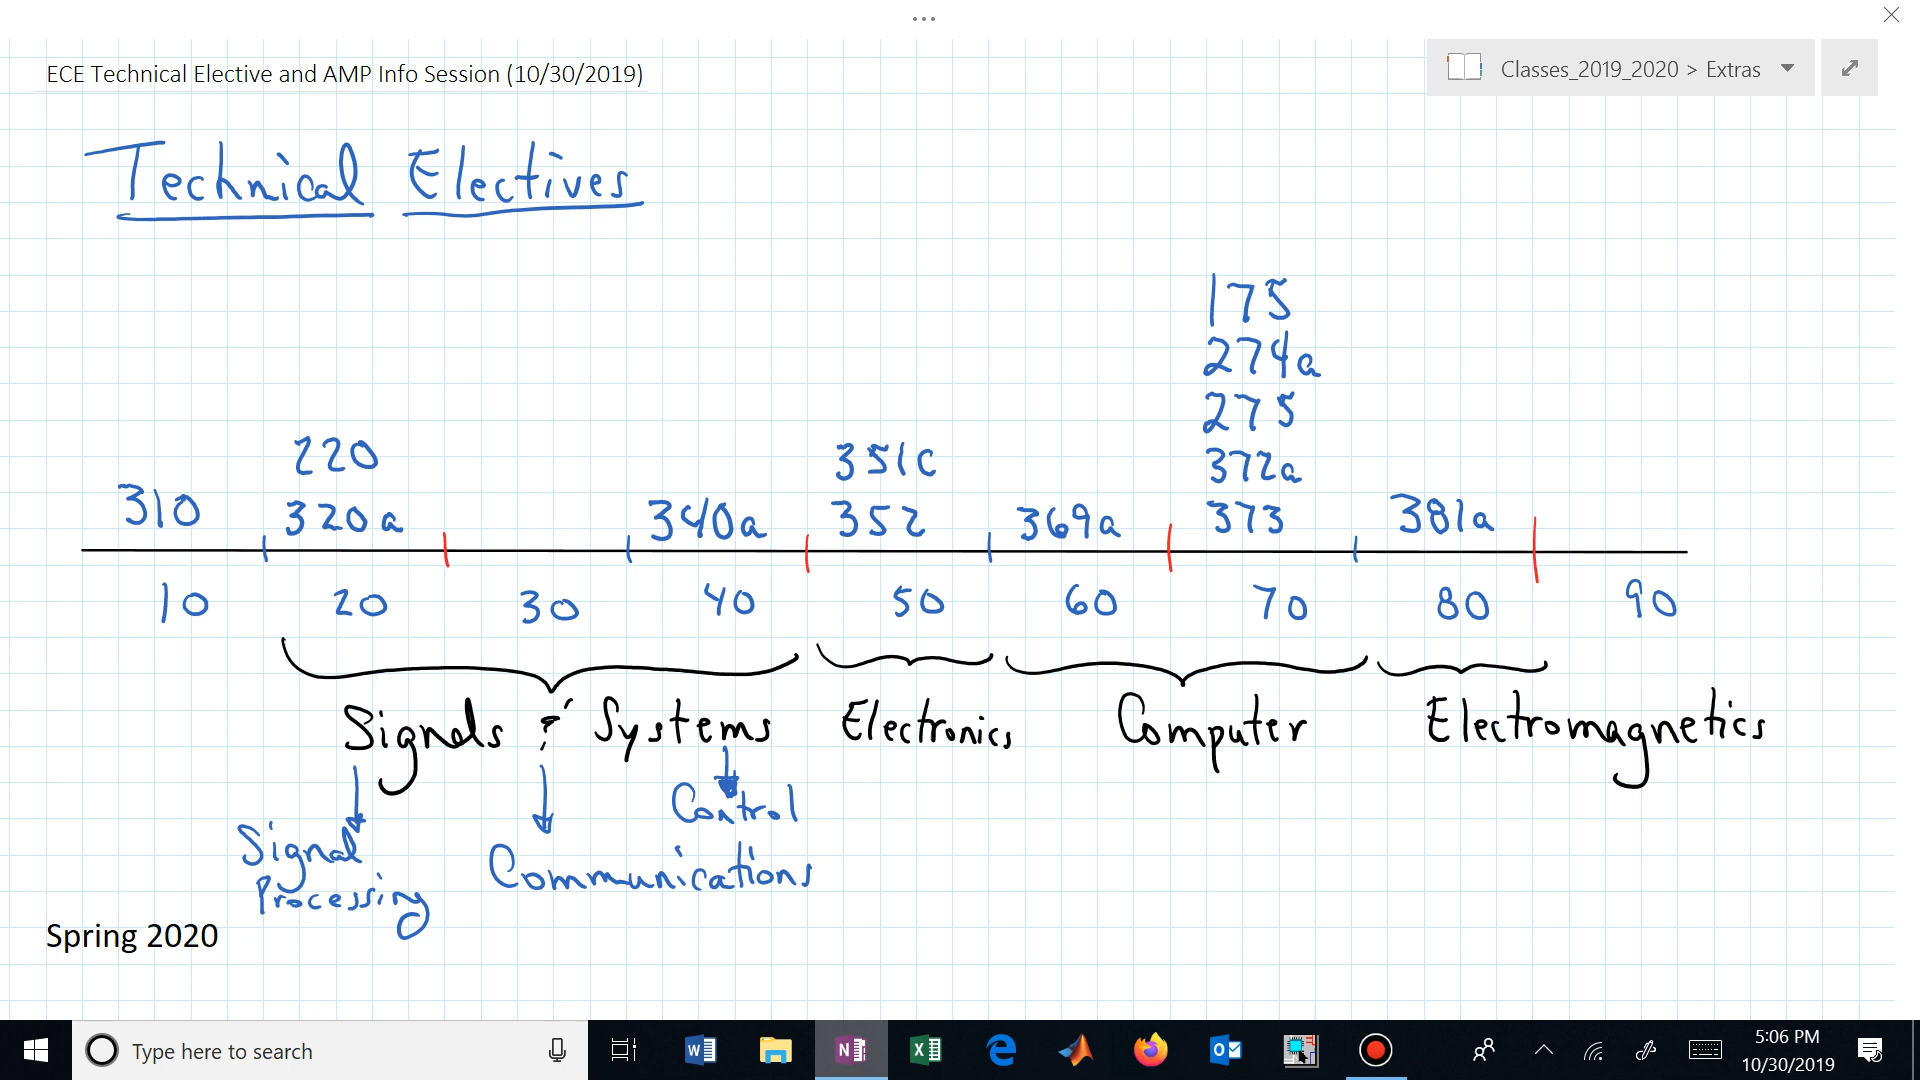 ECE Technical Elective and AMP Info Session (10/30/2019)
Classes_2019_2020 > Extras
Technical Electives
175
274a
275
220 351c 372a
310 320a 340a 352 369a 373 381a
10 20 30 40 50 60 70 80 90
Signals & Systems Electronics Computer Electromagnetics
Control
Signal
Processing
Communications
Spring 2020
Type here to search
5:06 PM
10/30/2019